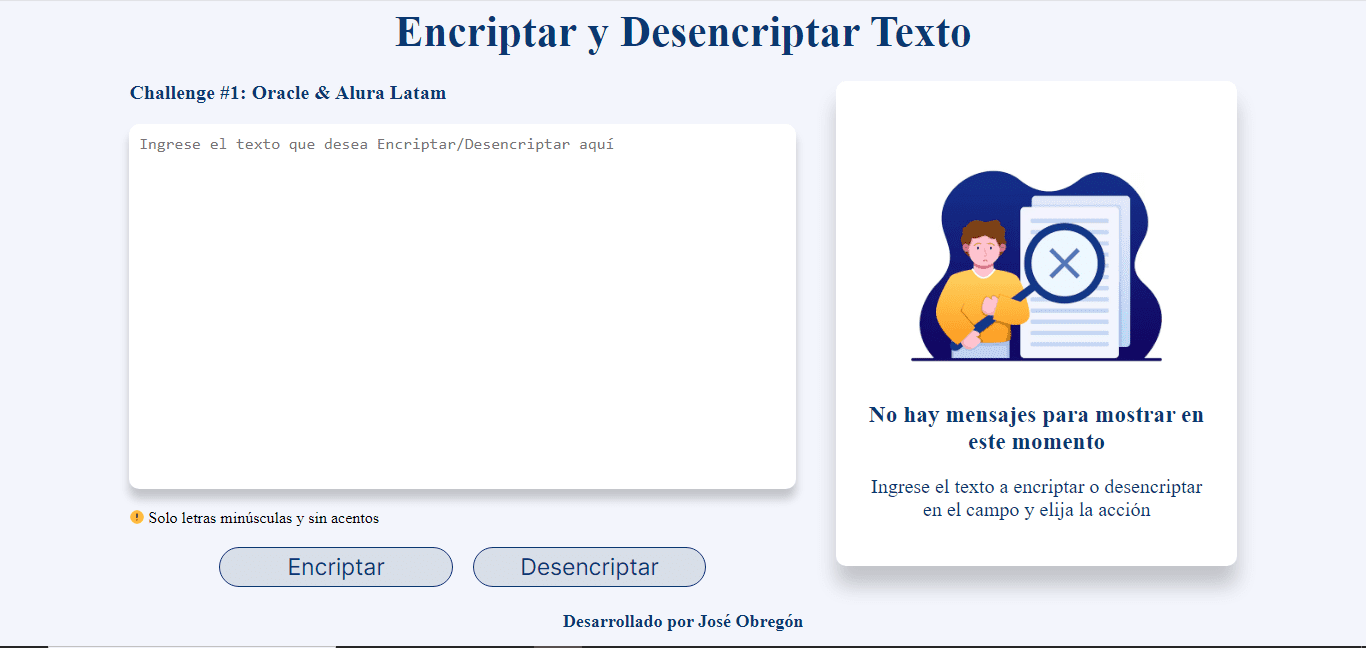 Encriptar y Desencriptar Texto
Challenge #1: Oracle & Alura Latam
Ingrese el texto que desea Encriptar/Desencriptar aquí
Solo letras minúsculas y sin acentos
Encriptar
Desencriptar
No hay mensajes para mostrar en
este momento
Ingrese el texto a encriptar o desencriptar
en el campo y elija la acción
Desarrollado por José Obregón